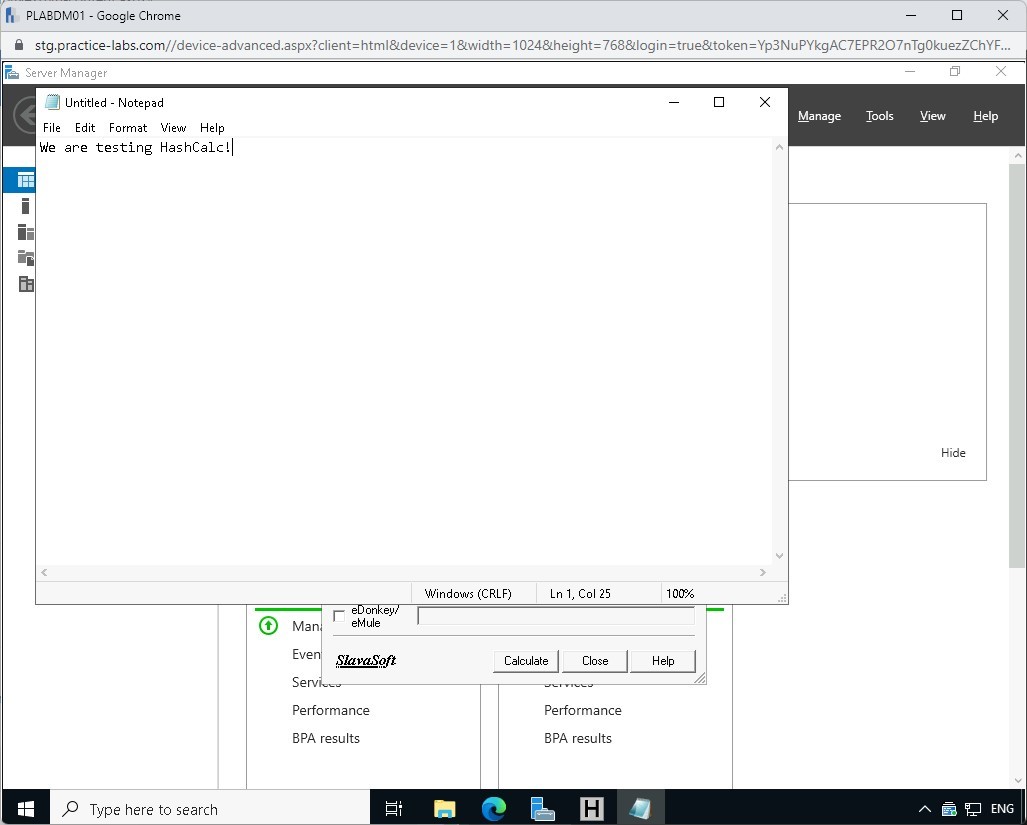 PLABDM01 - Google Chrome
stg.practice-labs.com//device-advanced.aspx?client=html&device=1&width=1024&height=768&login=true&token=Yp3NuPYkgAC7EPR2O7nTg0kuezZChYF...
Server Manager
Untitled - Notepad
Manage Tools View Help
File Edit Format View Help
We are testing HashCalc!
Hide
Windows (CRLF) Ln 1, Col 25 100%
eDonkey/
eMule
Mana
Even
SlavaSoft Calculate Close Help
Services Services
Performance Performance
BPA results BPA results
Type here to search
H
ENG